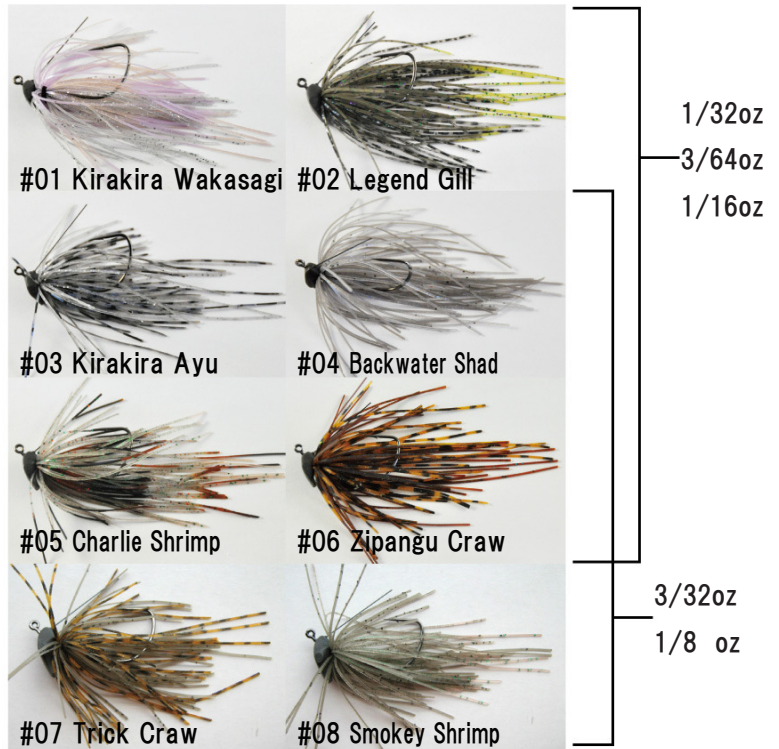 #01 Kirakira Wakasagi
#02 Legend Gill
#03 Kirakira Ayu
#04 Backwater Shad
#05 Charlie Shrimp
#06 Zipangu Craw
#07 Trick Craw
#08 Smokey Shrimp
1/32oz
3/64oz
1/16oz
3/32oz
1/8 oz